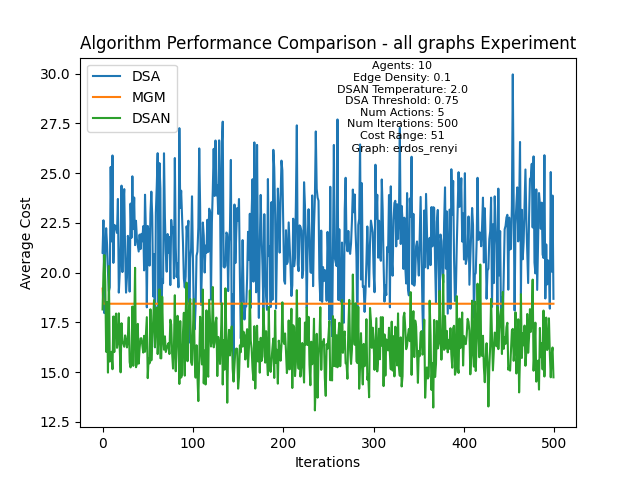 Algorithm Performance Comparison - all graphs Experiment
DSA
MGM
DSAN
Agents: 10
Edge Density: 0.1
DSAN Temperature: 2.0
DSA Threshold: 0.75
Num Actions: 5
Num Iterations: 500
Cost Range: 51
Graph: erdos_renyi
Average Cost
30.0
27.5
25.0
22.5
20.0
17.5
15.0
12.5
0 100 200 300 400 500
Iterations